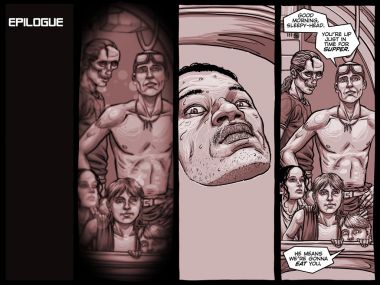 EPILOGUE
GOOD
MORNING,
SLEEPY-HEAD.
YOU'RE UP
JUST IN
TIME FOR
SUPPER.
HE MEANS
WE'RE GONNA
EAT YOU.